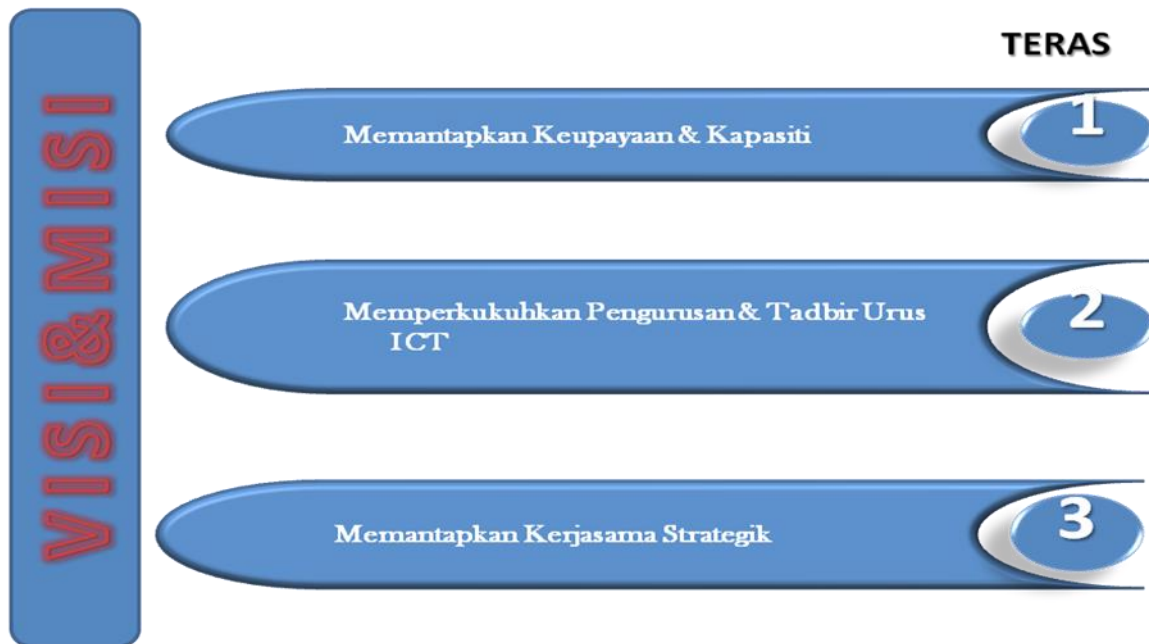 VISI&MISI
TERAS
Memantapkan Keupayaan & Kapasiti
1
Memperkukuhkan Pengurusan & Tadbir Urus
ICT
2
Memantapkan Kerjasama Strategik
3